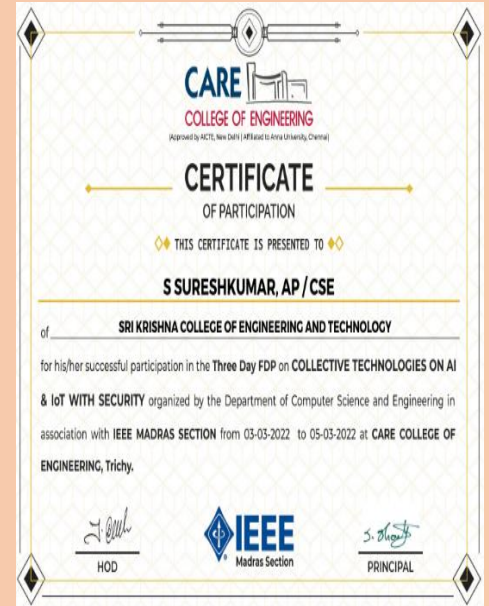 CARE
COLLEGE OF ENGINEERING
(Approved by AICTE, New Delhi | Affiliated to Anna University, Chennai)
CERTIFICATE
OF PARTICIPATION
THIS CERTIFICATE IS PRESENTED TO
S SURESHKUMAR, AP / CSE
of SRI KRISHNA COLLEGE OF ENGINEERING AND TECHNOLOGY
for his/her successful participation in the Three Day FDP on COLLECTIVE TECHNOLOGIES ON AI
& IoT WITH SECURITY organized by the Department of Computer Science and Engineering in
association with IEEE MADRAS SECTION from 03-03-2022 to 05-03-2022 at CARE COLLEGE OF
ENGINEERING, Trichy.
IEEE
Madras Section
HOD
PRINCIPAL